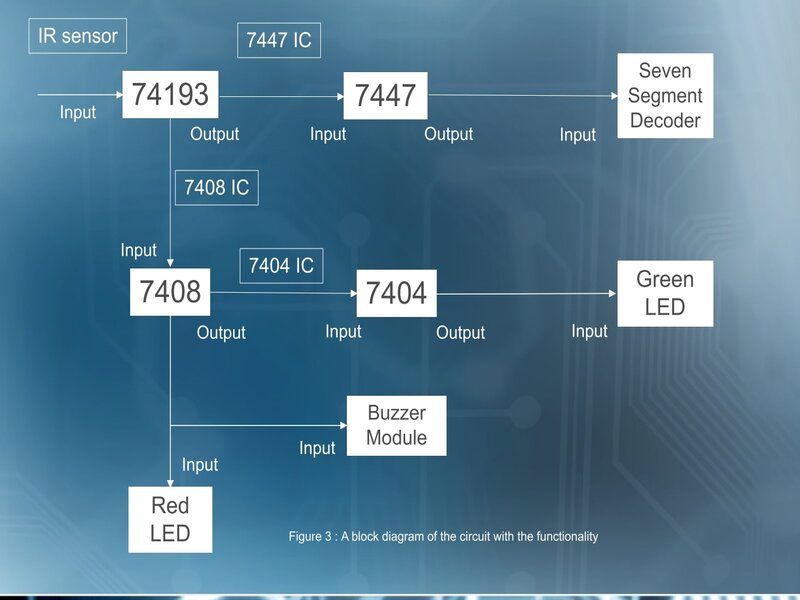 IR sensor
7447 IC
74193
7447
Seven
Segment
Decoder
Input
Output
Input
Output
Input
7408 IC
Input
7404 IC
7408
7404
Green
LED
Output
Input
Output
Input
Buzzer
Module
Input
Input
Red
LED
Figure 3 : A block diagram of the circuit with the functionality